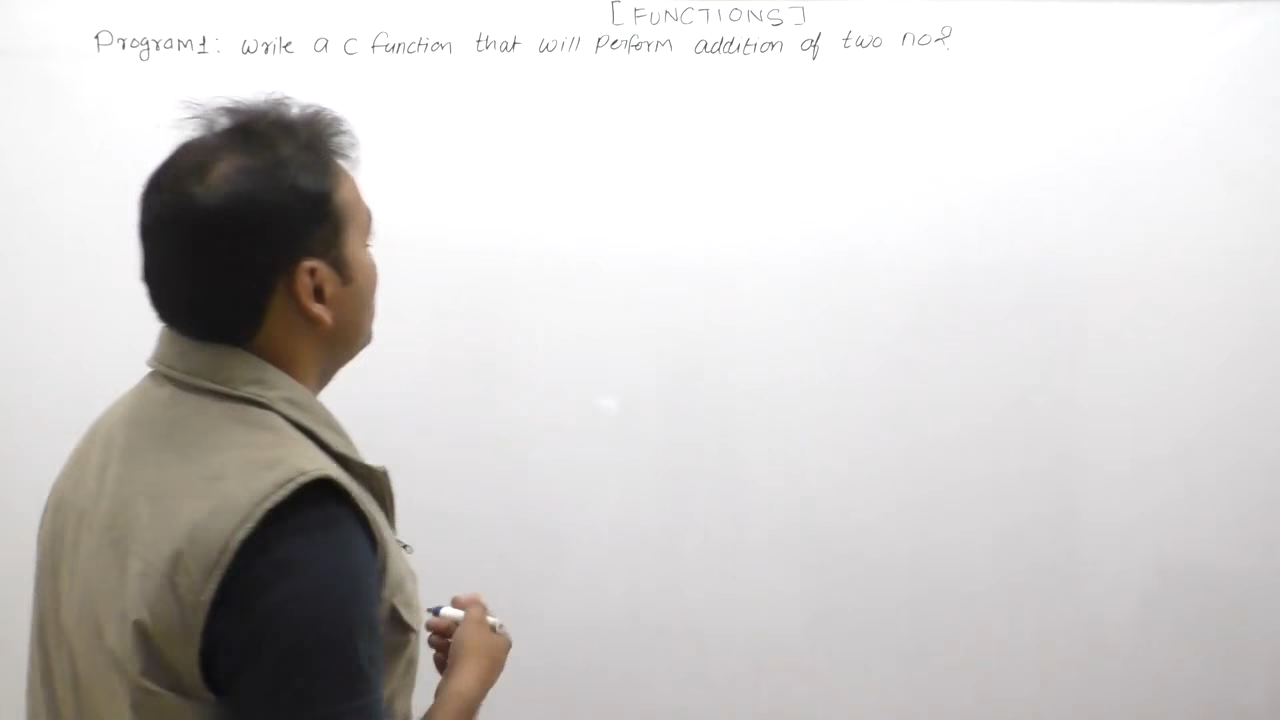 [FUNCTIONS]
Program1: Write a C function that will perform addition of two no?